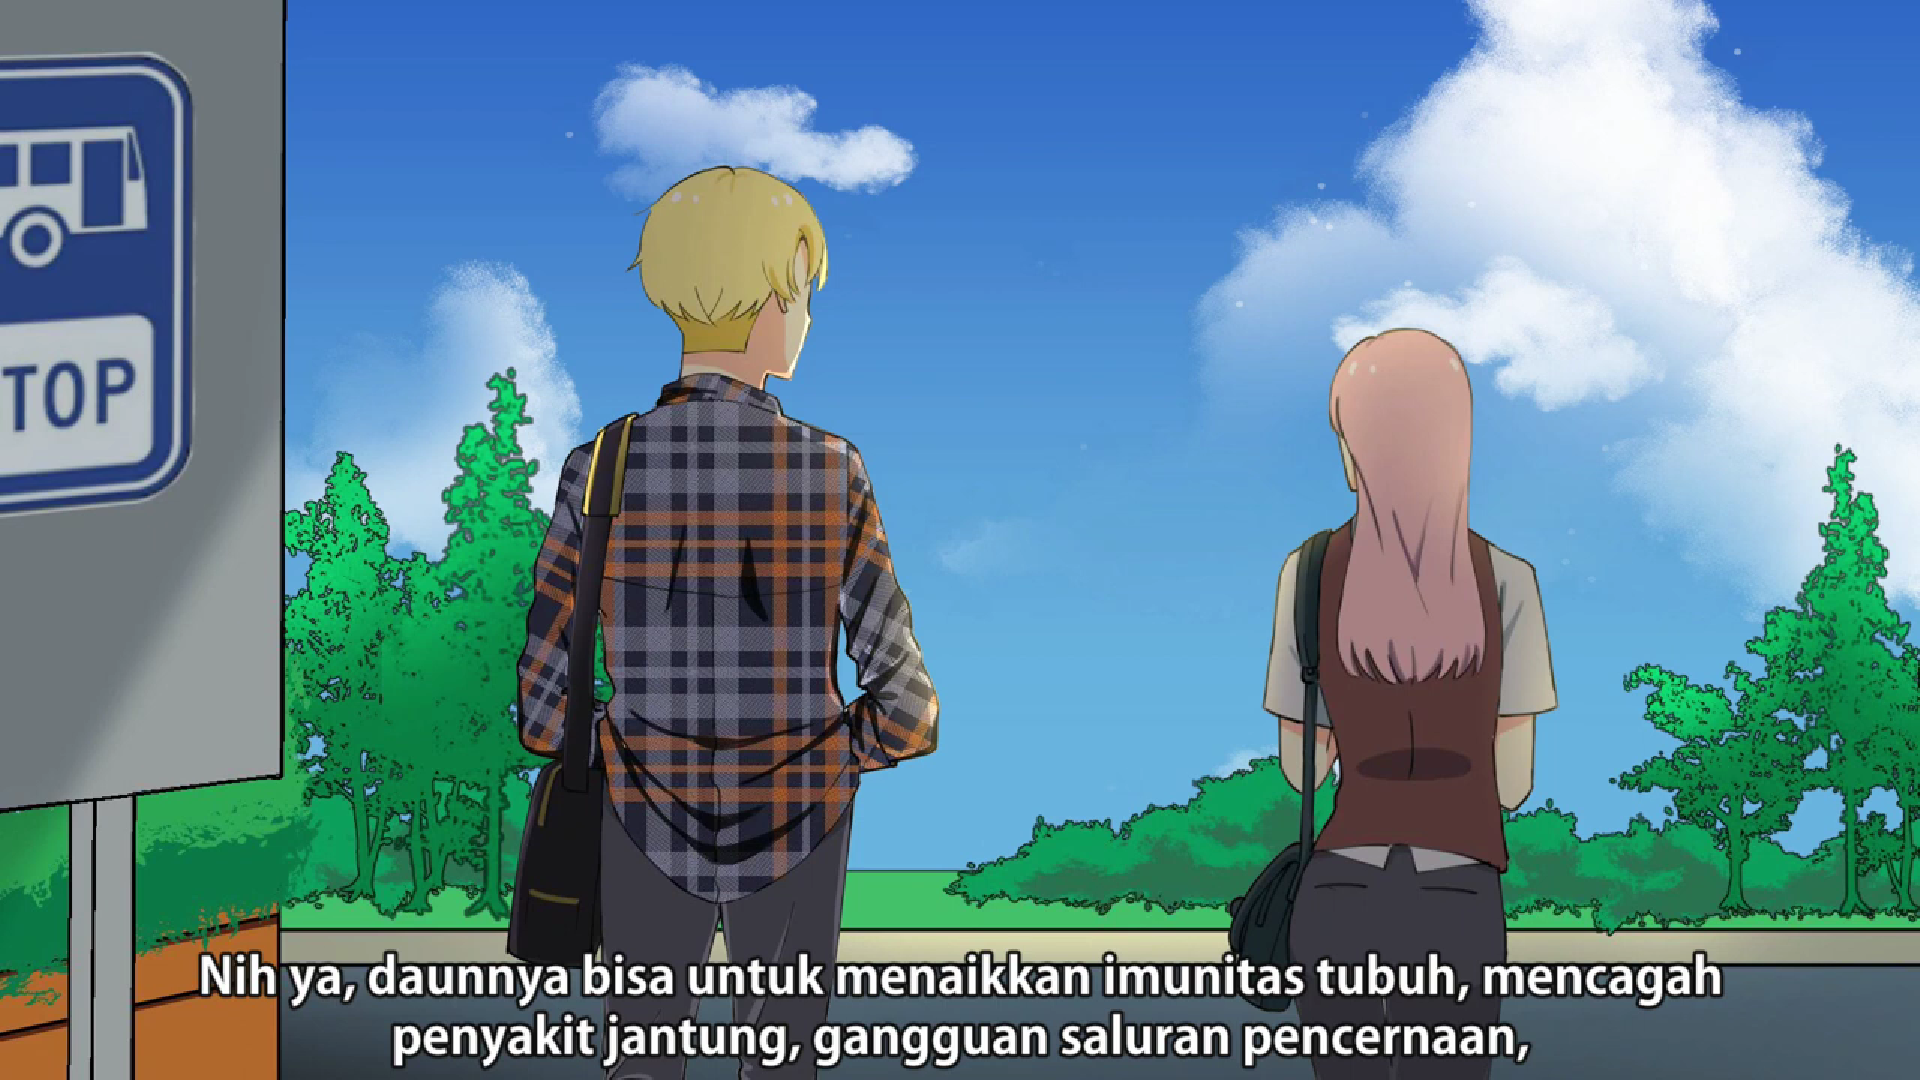 TOP
Nih ya, daunnya bisa untuk menaikkan imunitas tubuh, mencagah
penyakit jantung, gangguan saluran pencernaan,